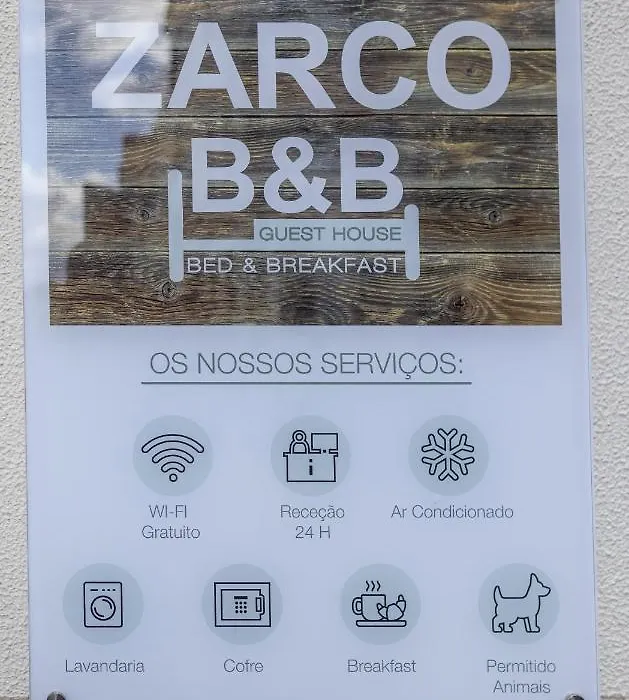 ZARCO
B&B
GUEST HOUSE
BED & BREAKFAST
OS NOSSOS SERVIÇOS:
WI-FI
Gratuito
Receção
24 H
Ar Condicionado
Lavandaria
Cofre
Breakfast
Permitido
Animais